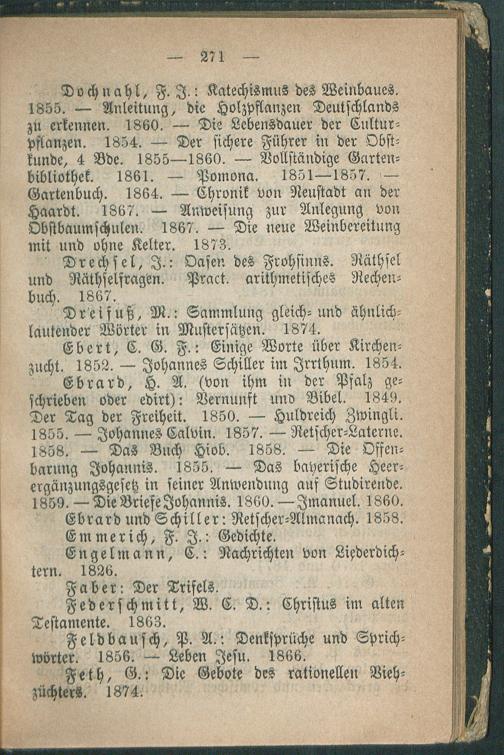 — 271 —
Dochnahl, F. J.: Katechismus des Weinbaues.
1855. — Anleitung, die Holzpflanzen Deutschlands
zu erkennen. 1860. — Die Lebensdauer der Cultur-
pflanzen. 1854. — Der sichere Führer in der Obst-
kunde, 4 Bde. 1855—1860. — Vollständige Garten-
bibliothek. 1861. — Pomona. 1851—1857. —
Gartenbuch. 1864. — Chronik von Neustadt an der
Haardt. 1867. — Anweisung zur Anlegung von
Obstbaumschulen. 1867. — Die neue Weinbereitung
mit und ohne Kelter. 1873.
Drechsel, J.: Oasen des Frohsinns. Räthsel
und Räthselfragen. Pract. arithmetisches Rechen-
buch. 1867.
Dreifuß, M.: Sammlung gleich- und ähnlich-
lautender Wörter in Mustersätzen. 1874.
Ebert, C. G. F.: Einige Worte über Kirchen-
zucht. 1852. — Johannes Schiller im Irrthum. 1854.
Ebrard, H. A. (von ihm in der Pfalz ge-
schrieben oder edirt): Vernunft und Bibel. 1849.
Der Tag der Freiheit. 1850. — Huldreich Zwingli.
1855. — Johannes Calvin. 1857. — Retscher-Laterne.
1858. — Das Buch Hiob. 1858. — Die Offen-
barung Johannis. 1855. — Das bayerische Heer-
ergänzungsgesetz in seiner Anwendung auf Studirende.
1859. — Die Briefe Johannis. 1860. — Imanuel. 1860.
Ebrard und Schiller: Retscher-Almanach. 1858.
Emmerich, F. J.: Gedichte.
Engelmann, C.: Nachrichten von Liederdich-
tern. 1826.
Faber: Der Trifels.
Federschmitt, W. C. D.: Christus im alten
Testamente. 1863.
Feldbausch, P. A.: Denksprüche und Sprich-
wörter. 1856. — Leben Jesu. 1866.
Feth, G.: Die Gebote des rationellen Vieh-
züchters. 1874.